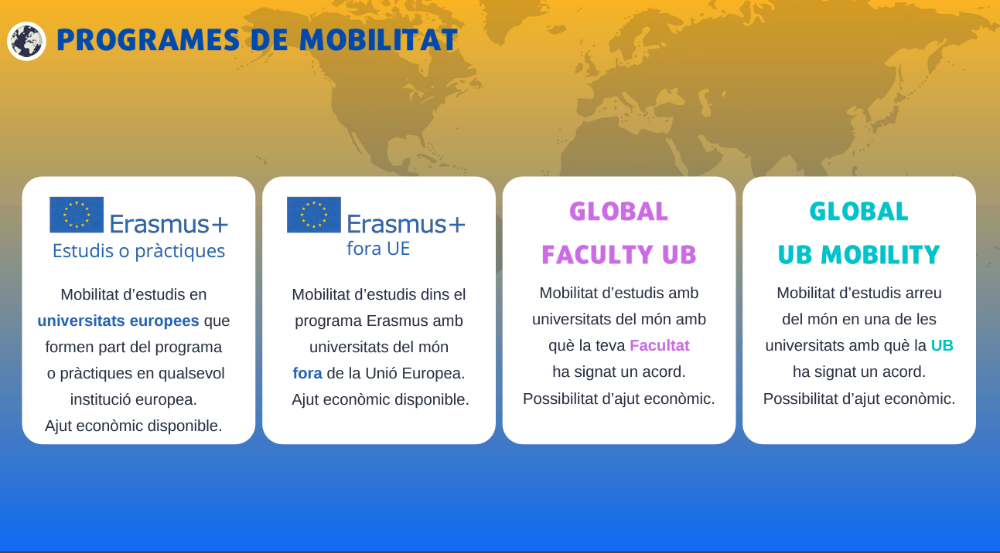 PROGRAMES DE MOBILITAT
Erasmus+
Estudis o pràctiques
Mobilitat d’estudis en
universitats europees que
formen part del programa
o pràctiques en qualsevol
institució europea.
Ajut econòmic disponible.
Erasmus+
fora UE
Mobilitat d’estudis dins el
programa Erasmus amb
universitats del món
fora de la Unió Europea.
Ajut econòmic disponible.
GLOBAL
FACULTY UB
Mobilitat d’estudis amb
universitats del món amb
què la teva Facultat
ha signat un acord.
Possibilitat d’ajut econòmic.
GLOBAL
UB MOBILITY
Mobilitat d’estudis arreu
del món en una de les
universitats amb què la UB
ha signat un acord.
Possibilitat d’ajut econòmic.